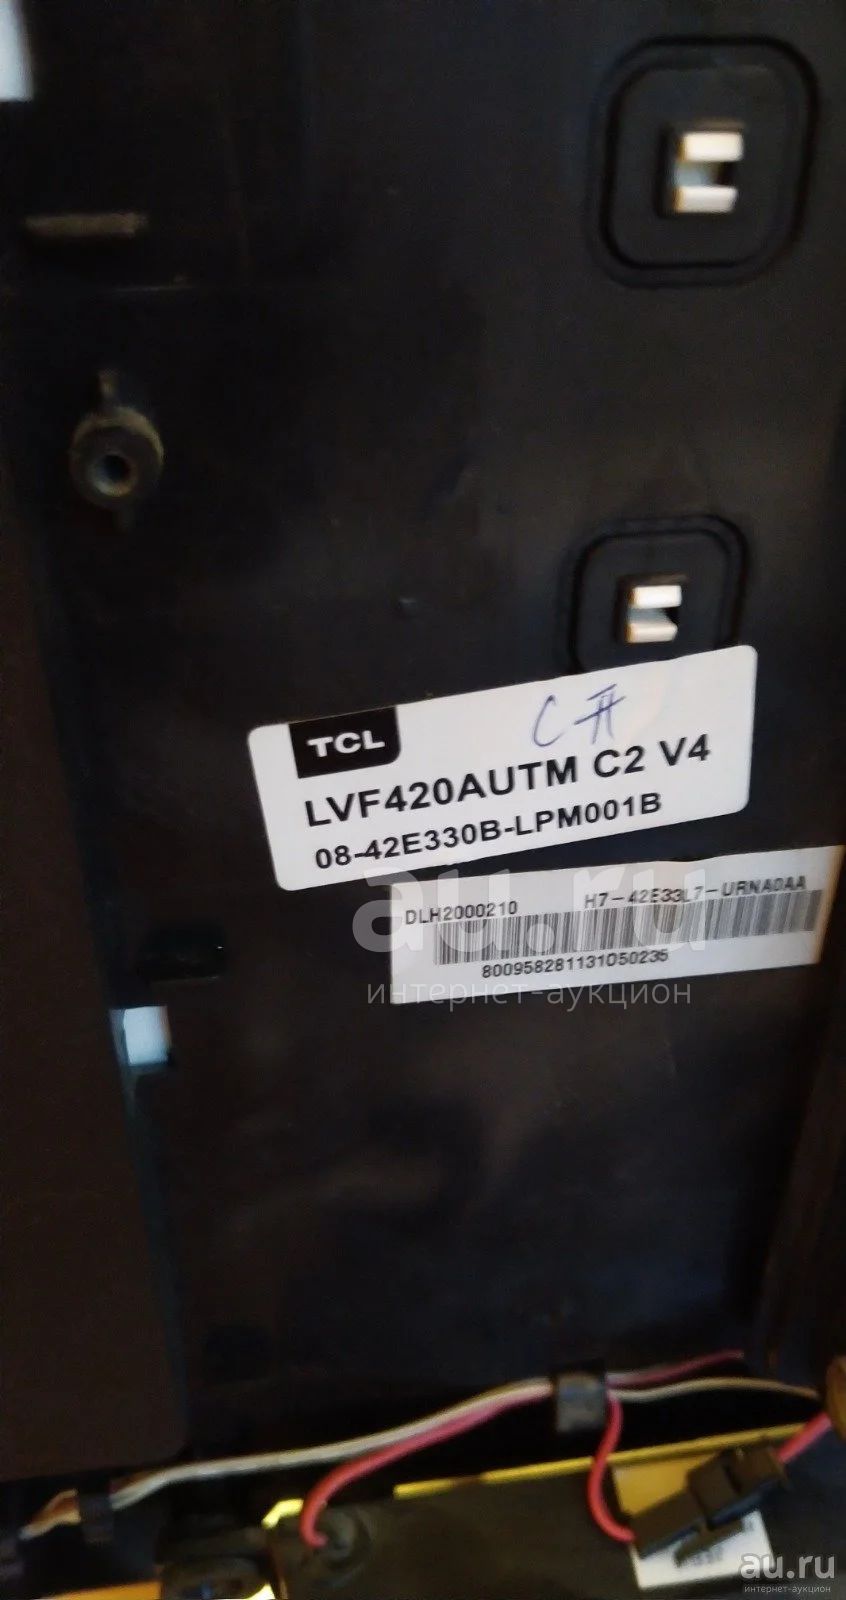 TCL
LVF420AUTM C2 V4
08-42E330B-LPM001B
DLH2000210 H7-42E33L7-URNA0AA
800958281131050235
au.ru
интернет-аукцион
au.ru
интернет-аукцион